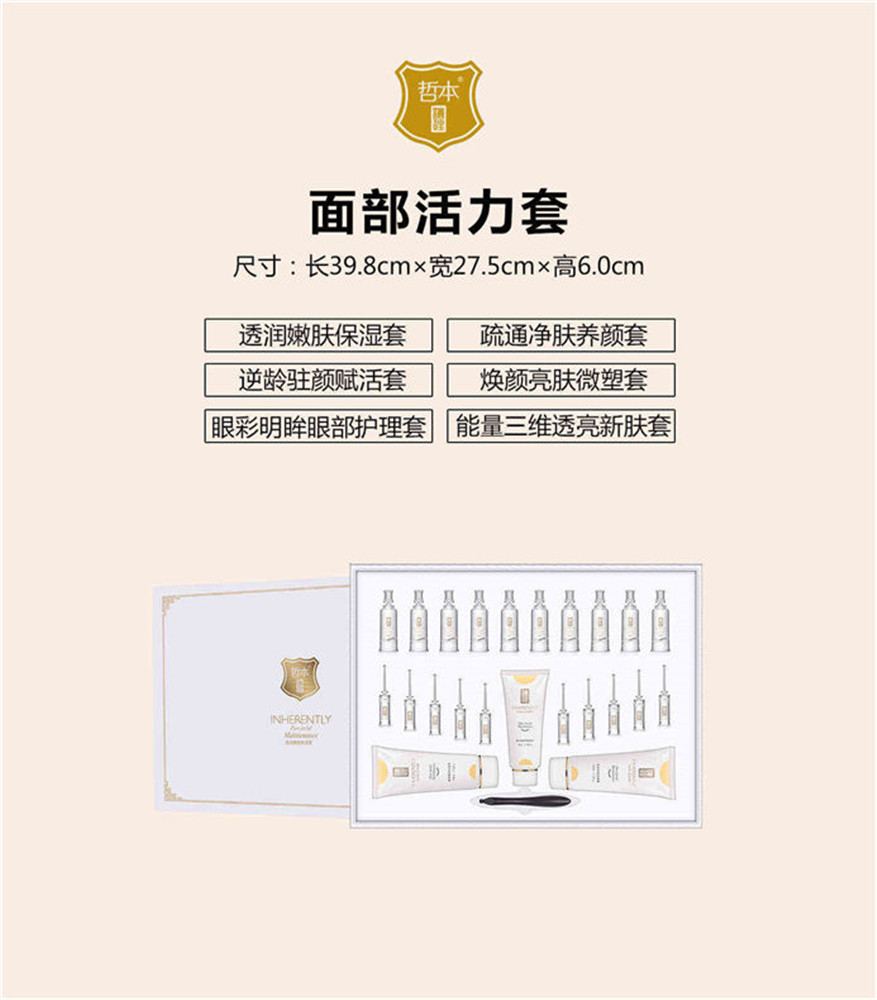 哲本®
面部活力套
尺寸：长39.8cm×宽27.5cm×高6.0cm
透润嫩肤保湿套 疏通净肤养颜套
逆龄驻颜赋活套 焕颜亮肤微塑套
眼彩明眸眼部护理套 能量三维透亮新肤套
哲本
INHERENTLY
Maintenance
INHERENTLY